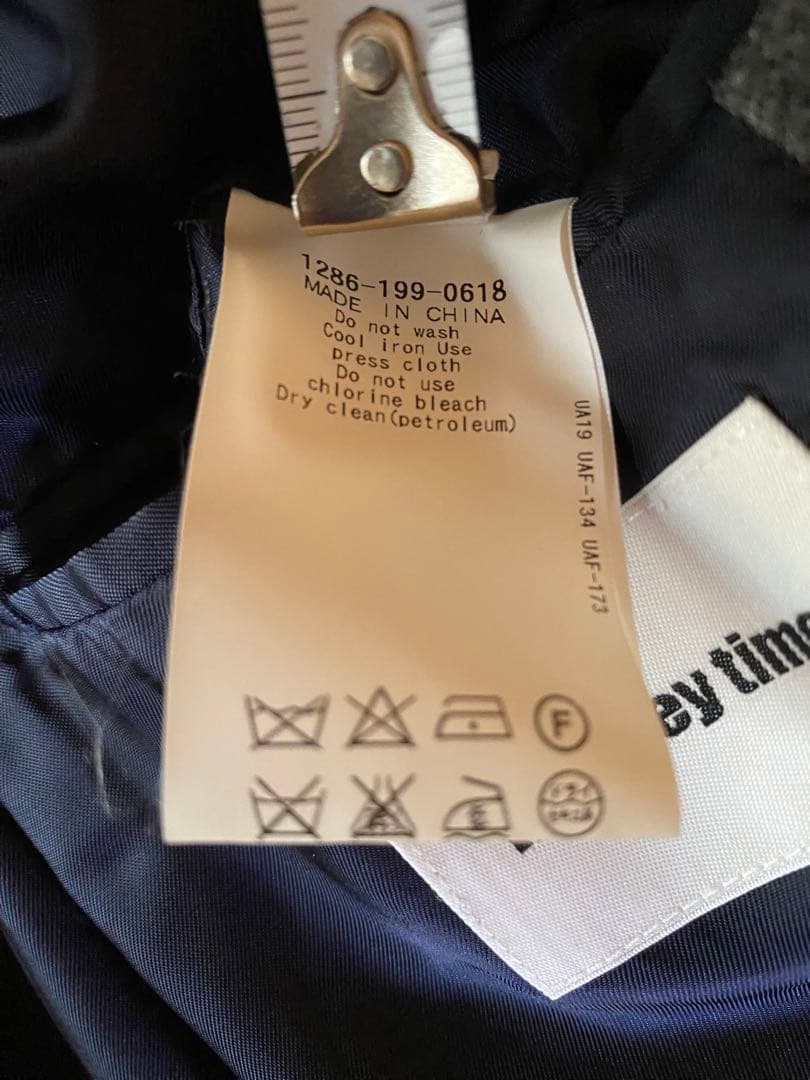 1286-199-0618
MADE IN CHINA
Do not wash
Cool iron Use
press cloth
Do not use
chlorine bleach
Dry clean(petroleum)
UA19 UAF-134 UAF-173
F
ey time